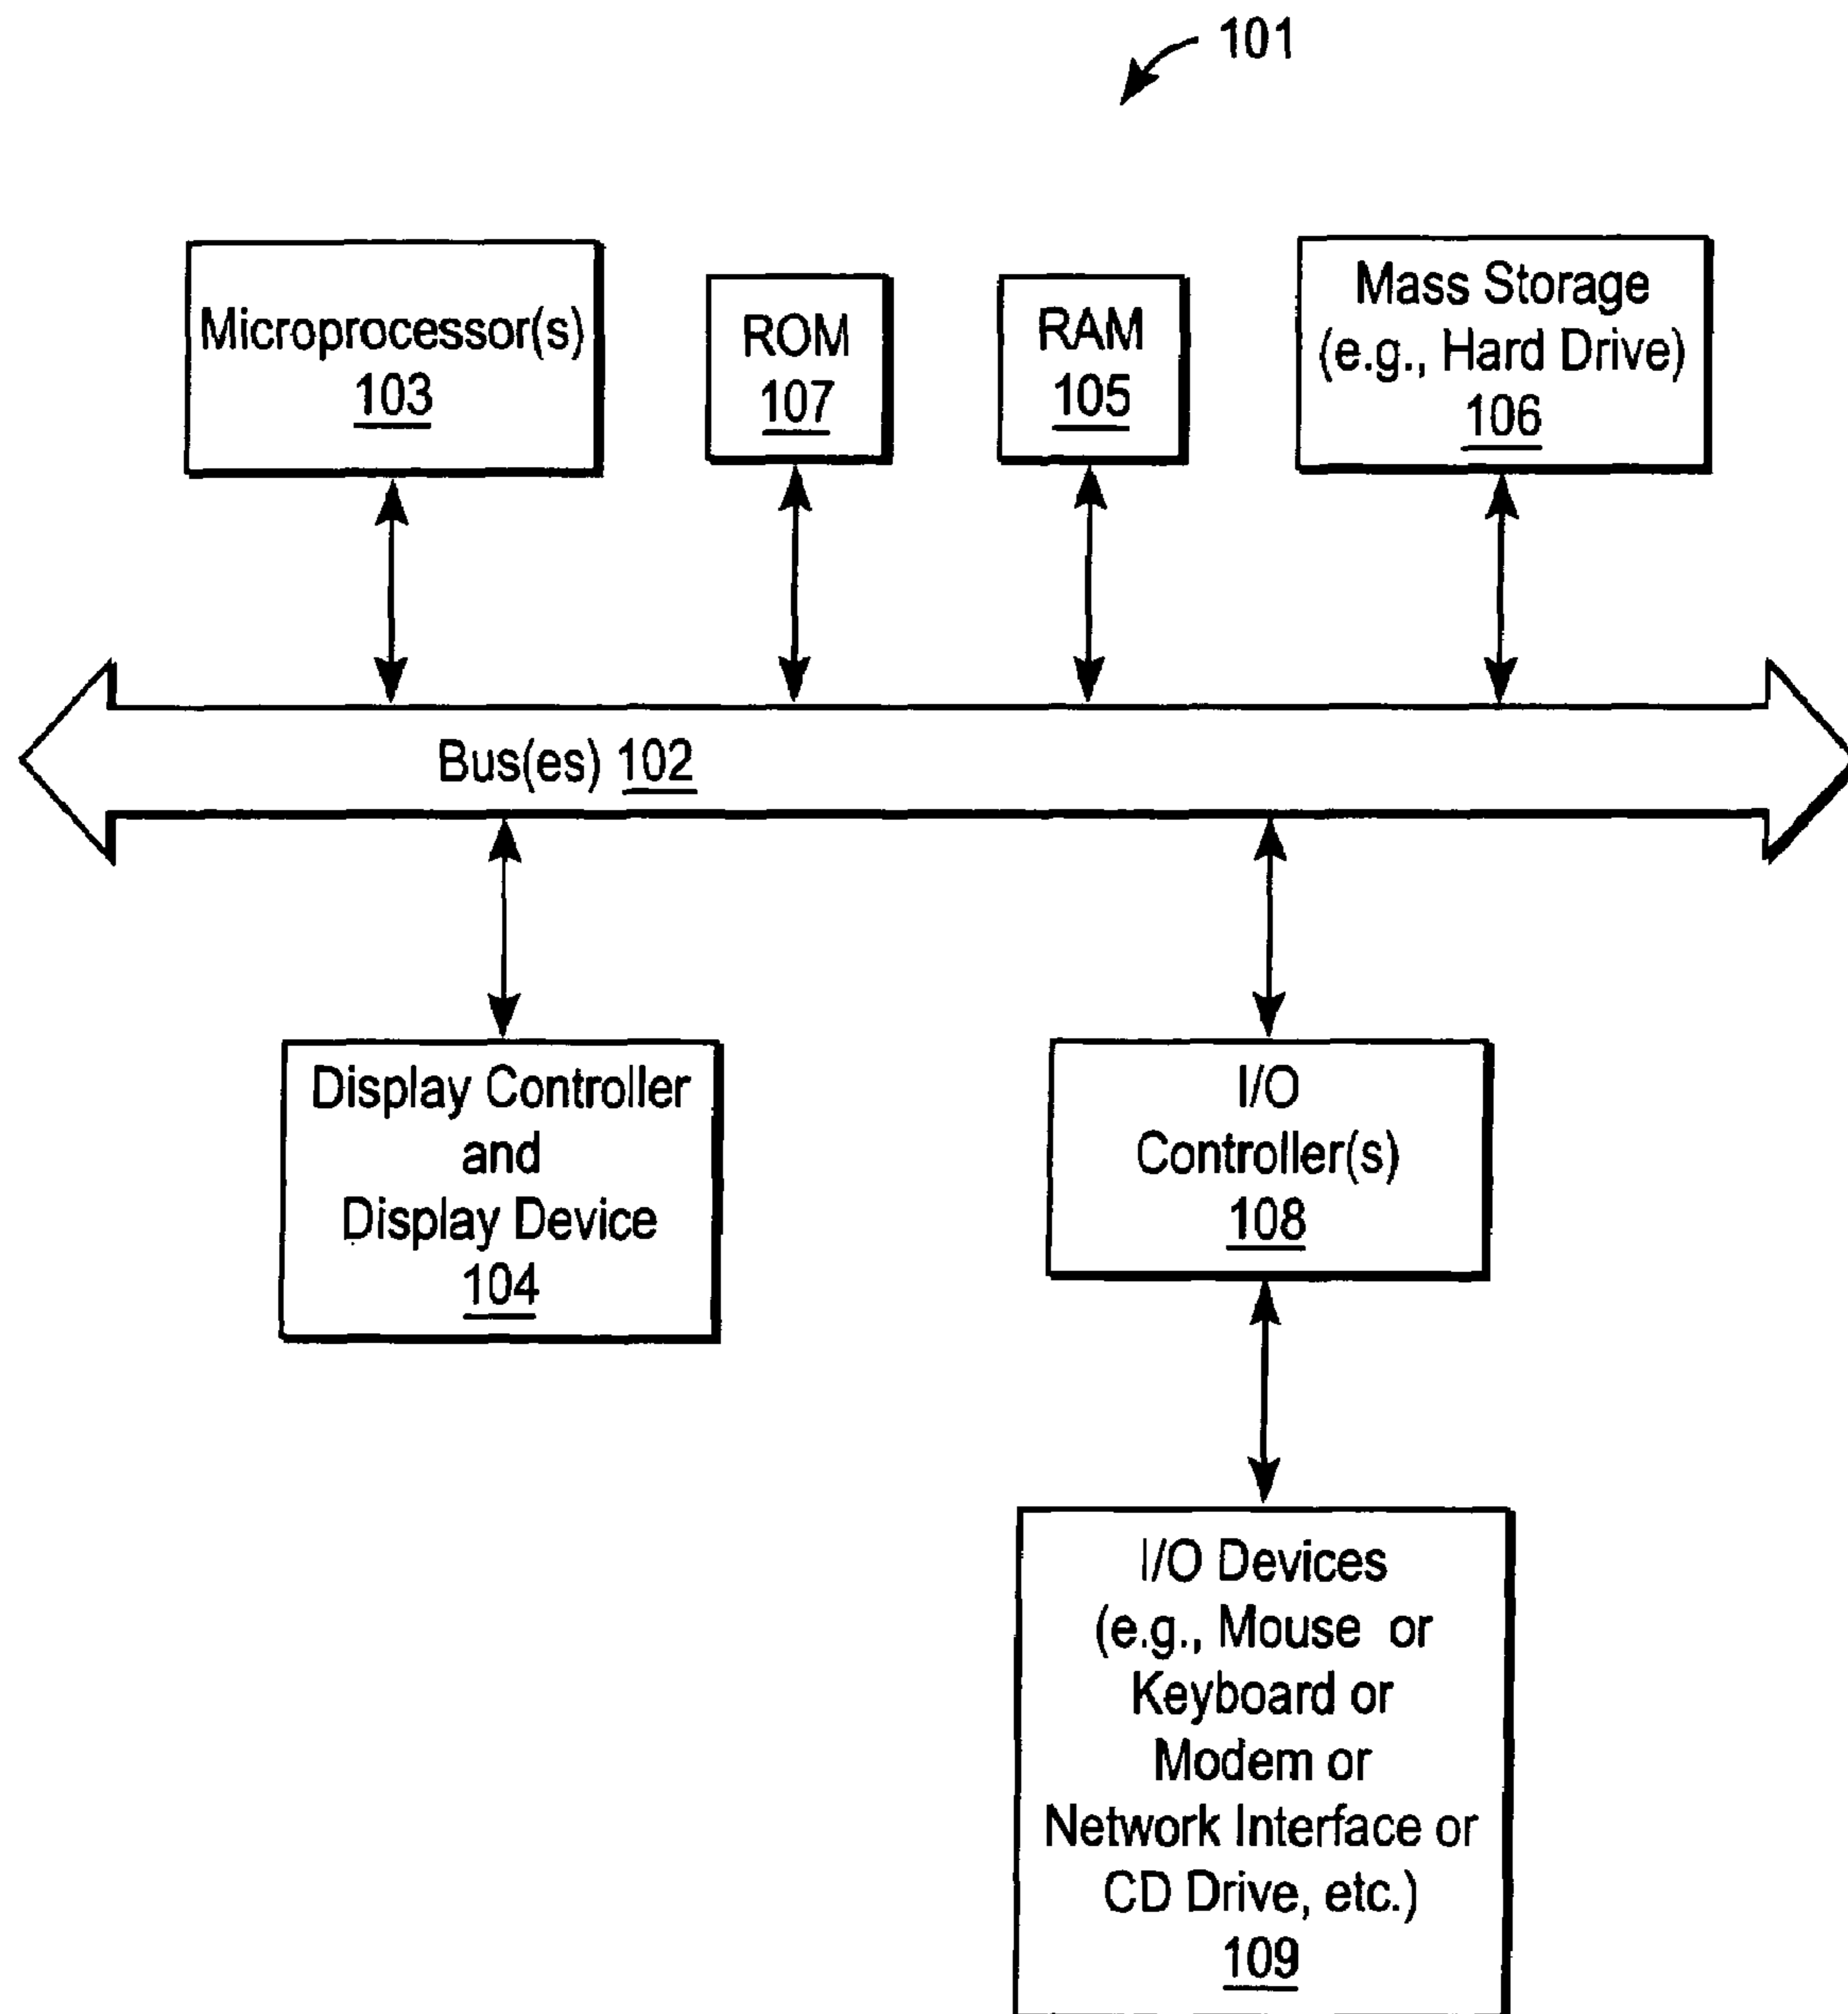 101
Microprocessor(s)
103
ROM
107
RAM
105
Mass Storage
(e.g., Hard Drive)
106
Bus(es) 102
Display Controller
and
Display Device
104
I/O
Controller(s)
108
I/O Devices
(e.g., Mouse or
Keyboard or
Modem or
Network Interface or
CD Drive, etc.)
109